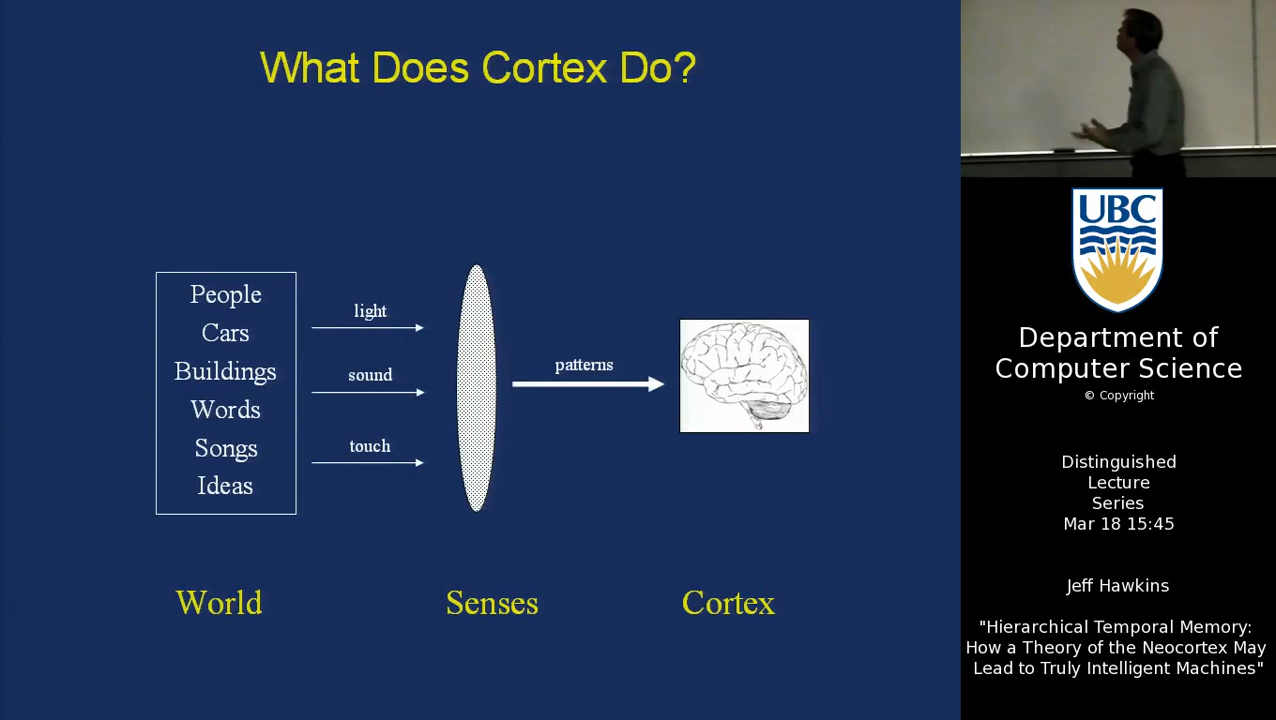 What Does Cortex Do?
People
Cars
Buildings
Words
Songs
Ideas
light
sound
touch
patterns
World
Senses
Cortex
UBC
Department of
Computer Science
© Copyright
Distinguished
Lecture
Series
Mar 18 15:45
Jeff Hawkins
"Hierarchical Temporal Memory:
How a Theory of the Neocortex May
Lead to Truly Intelligent Machines"